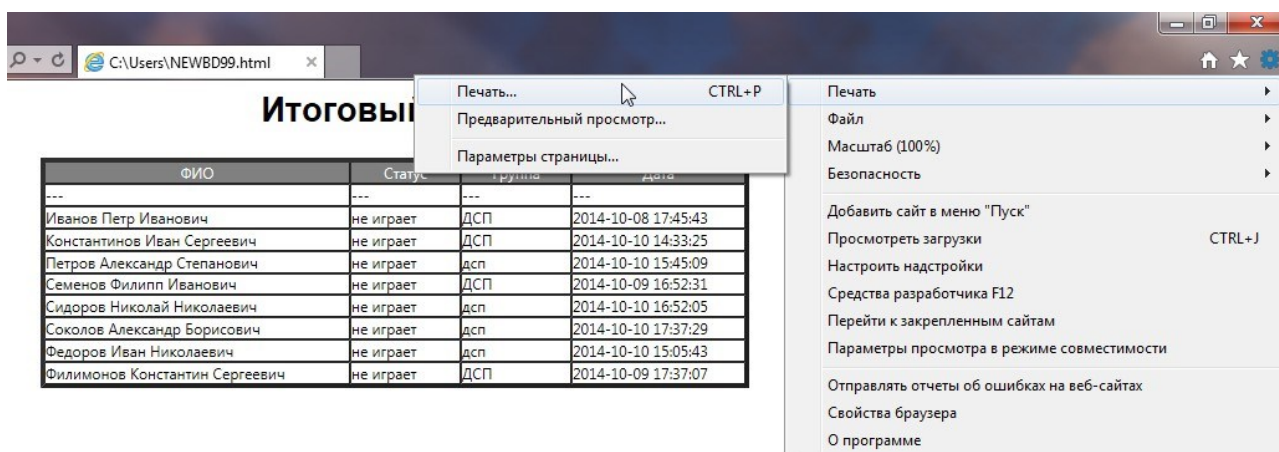 C:\Users\NEWBD99.html
Печать... CTRL+P
Предварительный просмотр...
Параметры страницы...
Печать
Файл
Масштаб (100%)
Безопасность
Добавить сайт в меню "Пуск"
Просмотреть загрузки CTRL+J
Настроить надстройки
Средства разработчика F12
Перейти к закрепленным сайтам
Параметры просмотра в режиме совместимости
Отправлять отчеты об ошибках на веб-сайтах
Свойства браузера
О программе
Итоговый
ФИО Статус Группа Дата
--- --- --- ---
Иванов Петр Иванович не играет ДСП 2014-10-08 17:45:43
Константинов Иван Сергеевич не играет ДСП 2014-10-10 14:33:25
Петров Александр Степанович не играет дсп 2014-10-10 15:45:09
Семенов Филипп Иванович не играет ДСП 2014-10-09 16:52:31
Сидоров Николай Николаевич не играет дсп 2014-10-10 16:52:05
Соколов Александр Борисович не играет дсп 2014-10-10 17:37:29
Федоров Иван Николаевич не играет дсп 2014-10-10 15:05:43
Филимонов Константин Сергеевич не играет ДСП 2014-10-09 17:37:07